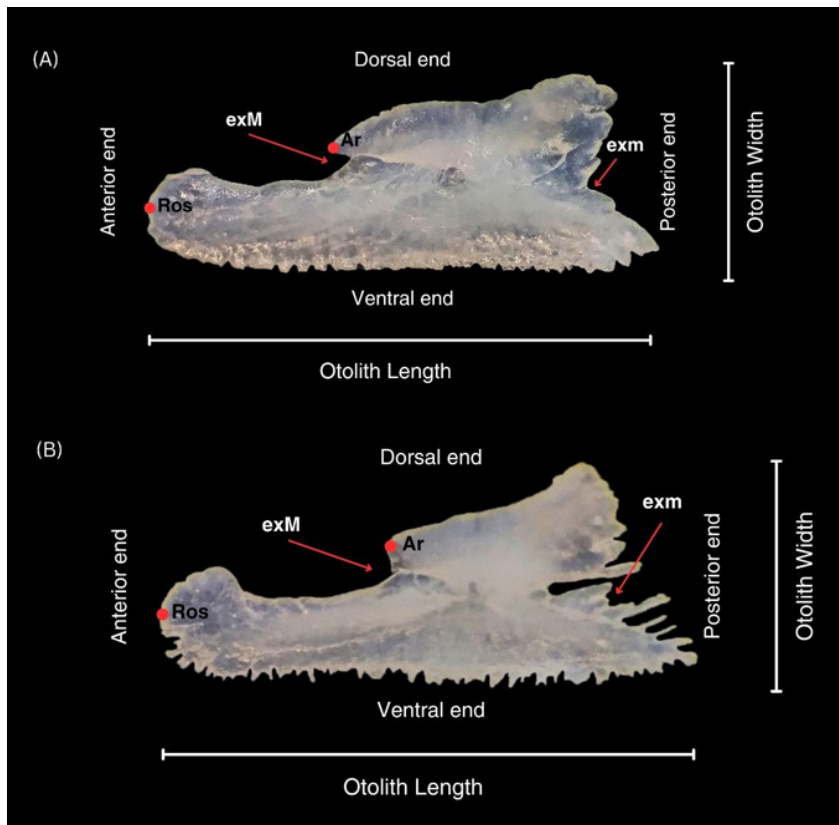 (A)
Dorsal end
exM
Ar
exm
Anterior end
Ros
Posterior end
Otolith Width
Ventral end
Otolith Length
(B)
Dorsal end
exM
exm
Ar
Anterior end
Ros
Posterior end
Otolith Width
Ventral end
Otolith Length